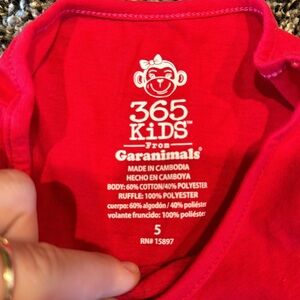 365
KiDS™
From
Garanimals®
MADE IN CAMBODIA
HECHO EN CAMBOYA
BODY: 60% COTTON/40% POLYESTER
RUFFLE: 100% POLYESTER
cuerpo: 60% algodón / 40% poliéster
volante fruncido: 100% poliéster
5
RN# 15897